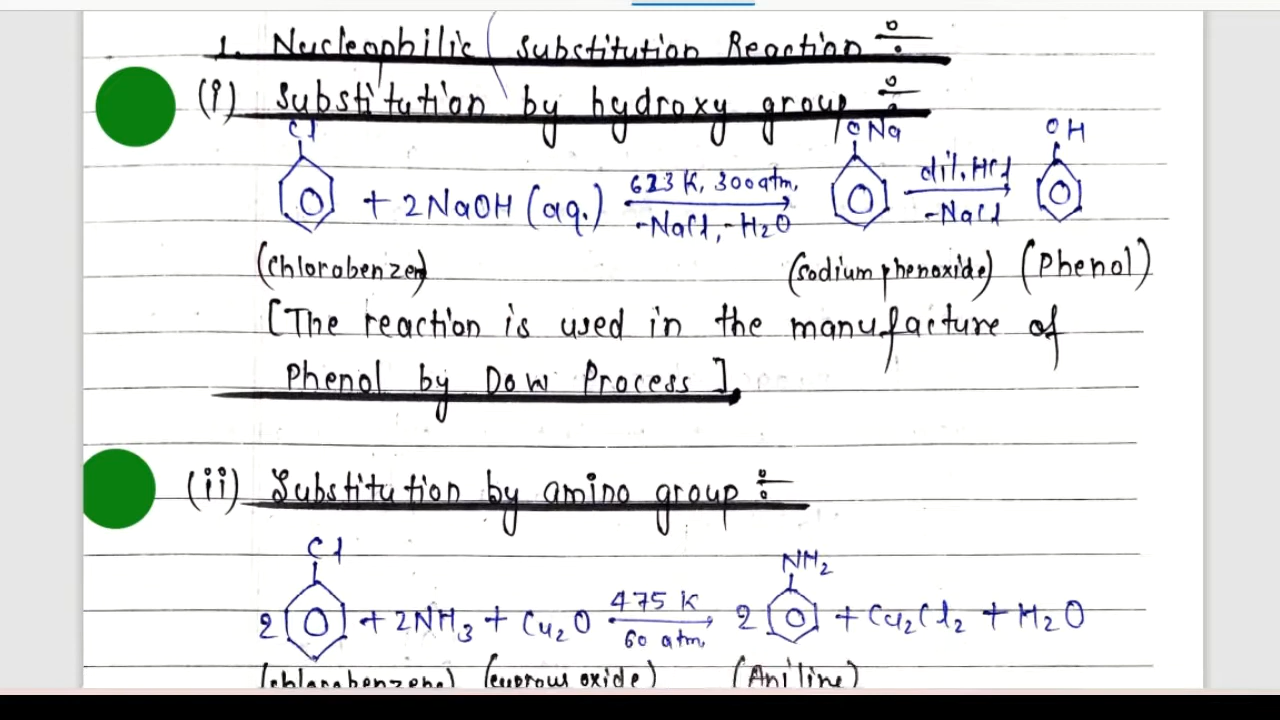 1. Nucleophilic Substitution Reaction ÷
(i) Substitution by hydroxy group ÷
Cl ONa OH
+ 2NaOH (aq.) 623 K, 300 atm, -NaCl, -H₂O dil. HCl -NaCl
(chlorobenzen) (sodium phenoxide) (Phenol)
[The reaction is used in the manufacture of
Phenol by Dow Process].
(ii) Substitution by amino group ÷
Cl NH₂
2 + 2NH₃ + Cu₂O 475 K 60 atm, 2 + Cu₂Cl₂ + H₂O
(chlorobenzene) (cuprous oxide) (Aniline)